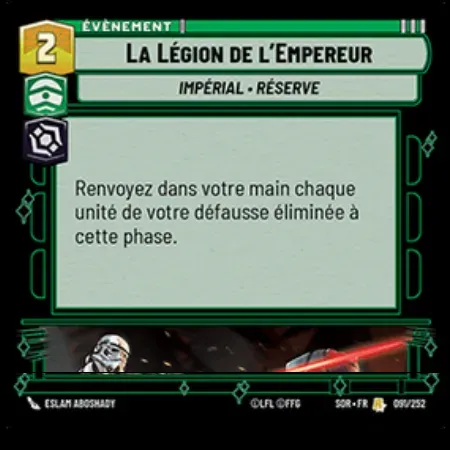 ÉVÈNEMENT
2
LA LÉGION DE L'EMPEREUR
IMPÉRIAL • RÉSERVE
Renvoyez dans votre main chaque
unité de votre défausse éliminée à
cette phase.
ESLAM ABOSHADY
©LFL ©FFG
SOR • FR
091/252